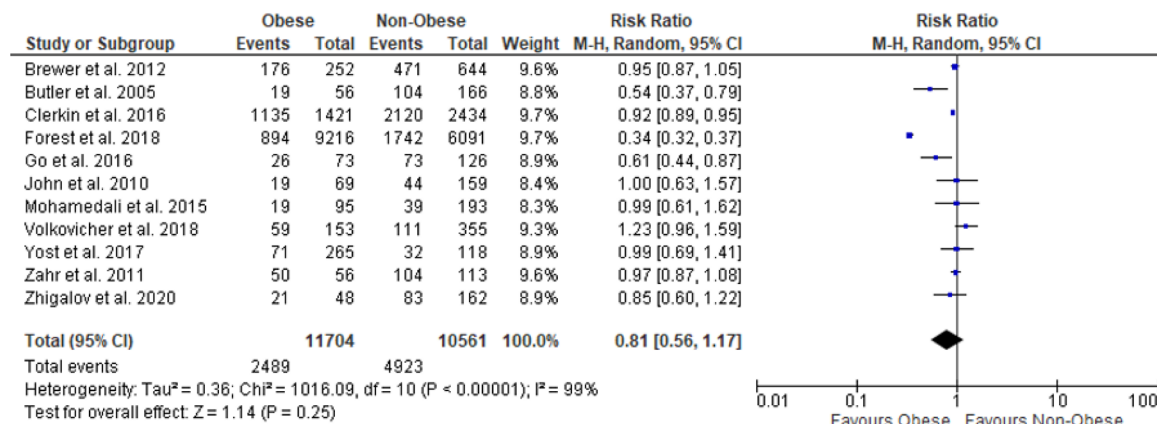 Obese Non-Obese Risk Ratio Risk Ratio
Study or Subgroup Events Total Events Total Weight M-H, Random, 95% CI M-H, Random, 95% CI
Brewer et al. 2012 176 252 471 644 9.6% 0.95 [0.87, 1.05]
Butler et al. 2005 19 56 104 166 8.8% 0.54 [0.37, 0.79]
Clerkin et al. 2016 1135 1421 2120 2434 9.7% 0.92 [0.89, 0.95]
Forest et al. 2018 894 9216 1742 6091 9.7% 0.34 [0.32, 0.37]
Go et al. 2016 26 73 73 126 8.9% 0.61 [0.44, 0.87]
John et al. 2010 19 69 44 159 8.4% 1.00 [0.63, 1.57]
Mohamedali et al. 2015 19 95 39 193 8.3% 0.99 [0.61, 1.62]
Volkovicher et al. 2018 59 153 111 355 9.3% 1.23 [0.96, 1.59]
Yost et al. 2017 71 265 32 118 8.9% 0.99 [0.69, 1.41]
Zahr et al. 2011 50 56 104 113 9.6% 0.97 [0.87, 1.08]
Zhigalov et al. 2020 21 48 83 162 8.9% 0.85 [0.60, 1.22]
Total (95% CI) 11704 10561 100.0% 0.81 [0.56, 1.17]
Total events 2489 4923
Heterogeneity: Tau² = 0.36; Chi² = 1016.09, df = 10 (P < 0.00001); I² = 99%
Test for overall effect: Z = 1.14 (P = 0.25)
0.01 0.1 1 10 100
Favours Obese Favours Non-Obese